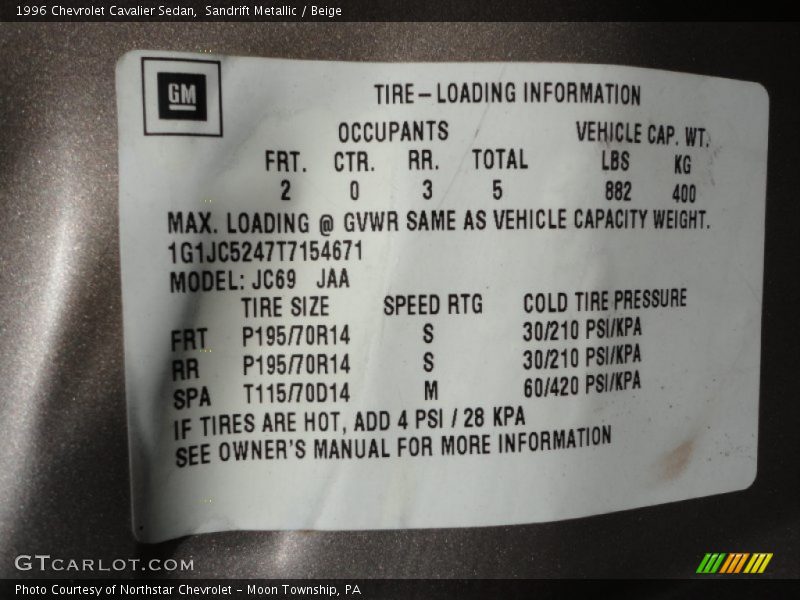 1996 Chevrolet Cavalier Sedan,  Sandrift Metallic / Beige
GM
TIRE-LOADING INFORMATION
OCCUPANTS VEHICLE CAP. WT.
FRT. CTR. RR. TOTAL LBS KG
2 0 3 5 882 400
MAX. LOADING @ GVWR SAME AS VEHICLE CAPACITY WEIGHT.
1G1JC5247T7154671
MODEL: JC69 JAA
TIRE SIZE SPEED RTG COLD TIRE PRESSURE
FRT P195/70R14 S 30/210 PSI/KPA
RR P195/70R14 S 30/210 PSI/KPA
SPA T115/70D14 M 60/420 PSI/KPA
IF TIRES ARE HOT, ADD 4 PSI / 28 KPA
SEE OWNER'S MANUAL FOR MORE INFORMATION
GTCARLOT.COM
Photo Courtesy of Northstar Chevrolet - Moon Township, PA